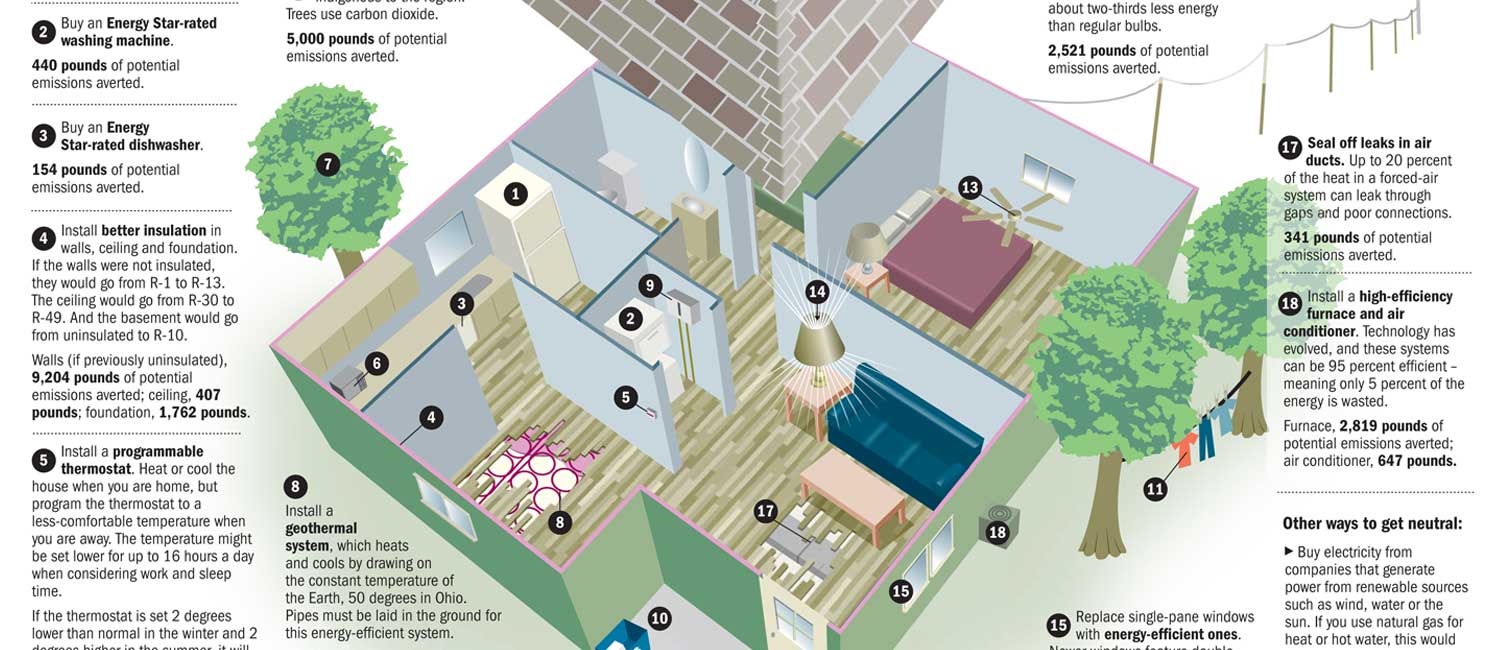 2 Buy an Energy Star-rated
washing machine.
440 pounds of potential
emissions averted.
3 Buy an Energy
Star-rated dishwasher.
154 pounds of potential
emissions averted.
4 Install better insulation in
walls, ceiling and foundation.
If the walls were not insulated,
they would go from R-1 to R-13.
The ceiling would go from R-30 to
R-49. And the basement would go
from uninsulated to R-10.
Walls (if previously uninsulated),
9,204 pounds of potential
emissions averted; ceiling, 407
pounds; foundation, 1,762 pounds.
5 Install a programmable
thermostat. Heat or cool the
house when you are home, but
program the thermostat to a
less-comfortable temperature when
you are away. The temperature might
be set lower for up to 16 hours a day
when considering work and sleep
time.
If the thermostat is set 2 degrees
lower than normal in the winter and 2
degrees higher in the summer, it will
indigenous to the region.
Trees use carbon dioxide.
5,000 pounds of potential
emissions averted.
7
1
13
9
14
2
3
6
5
4
8
17
11
18
15
10
8
Install a
geothermal
system, which heats
and cools by drawing on
the constant temperature of
the Earth, 50 degrees in Ohio.
Pipes must be laid in the ground for
this energy-efficient system.
about two-thirds less energy
than regular bulbs.
2,521 pounds of potential
emissions averted.
15 Replace single-pane windows
with energy-efficient ones.
Newer windows feature double
17 Seal off leaks in air
ducts. Up to 20 percent
of the heat in a forced-air
system can leak through
gaps and poor connections.
341 pounds of potential
emissions averted.
18 Install a high-efficiency
furnace and air
conditioner. Technology has
evolved, and these systems
can be 95 percent efficient –
meaning only 5 percent of the
energy is wasted.
Furnace, 2,819 pounds of
potential emissions averted;
air conditioner, 647 pounds.
Other ways to get neutral:
▶ Buy electricity from
companies that generate
power from renewable sources
such as wind, water or the
sun. If you use natural gas for
heat or hot water, this would